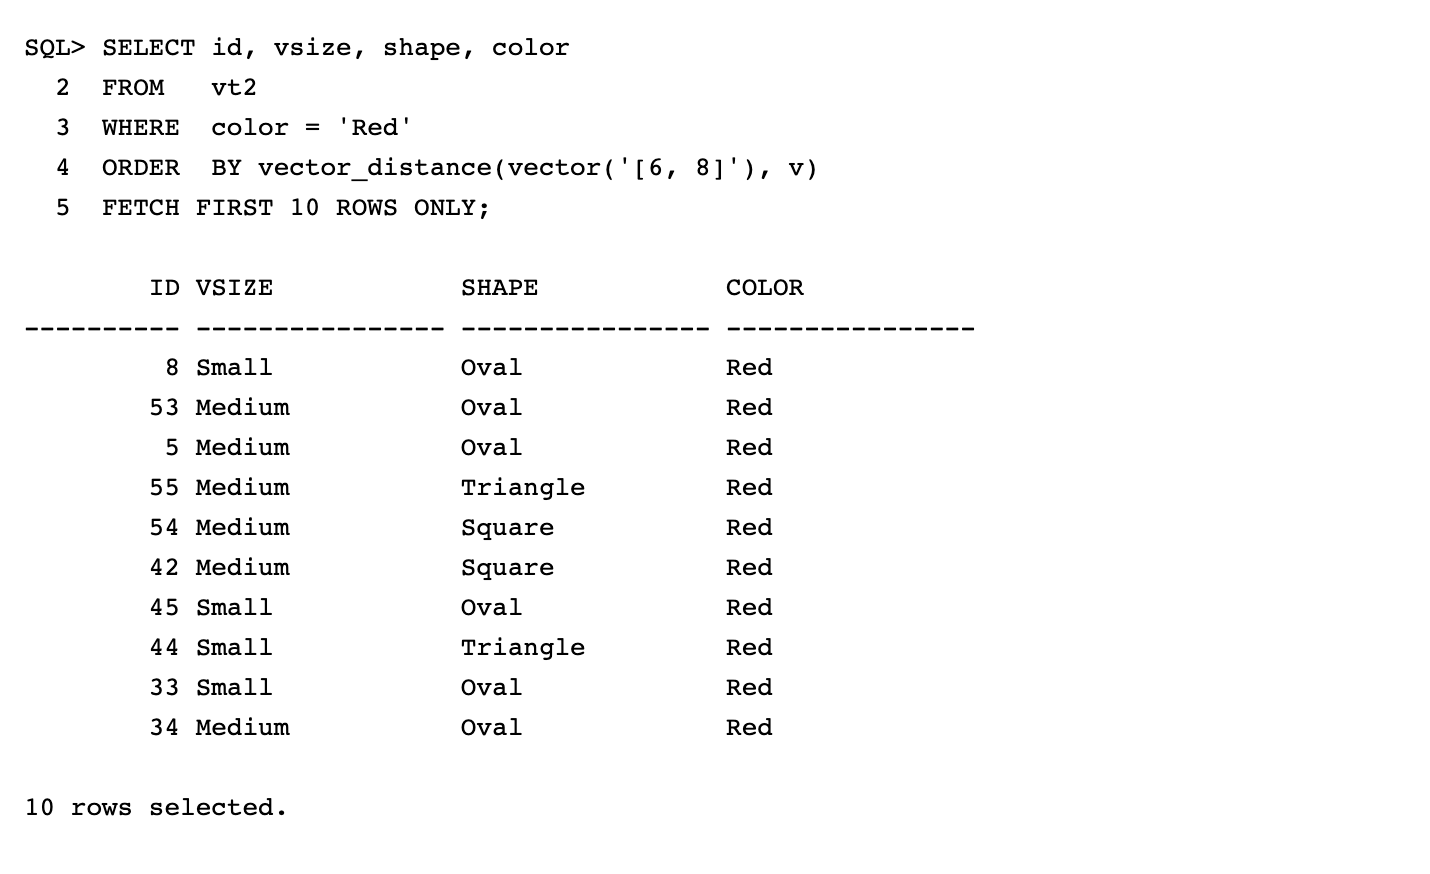 SQL> SELECT id, vsize, shape, color
  2  FROM   vt2
  3  WHERE  color = 'Red'
  4  ORDER  BY vector_distance(vector('[6, 8]'), v)
  5  FETCH FIRST 10 ROWS ONLY;

        ID VSIZE            SHAPE            COLOR
---------- ---------------- ---------------- ----------------
         8 Small            Oval             Red
        53 Medium           Oval             Red
         5 Medium           Oval             Red
        55 Medium           Triangle         Red
        54 Medium           Square           Red
        42 Medium           Square           Red
        45 Small            Oval             Red
        44 Small            Triangle         Red
        33 Small            Oval             Red
        34 Medium           Oval             Red

10 rows selected.